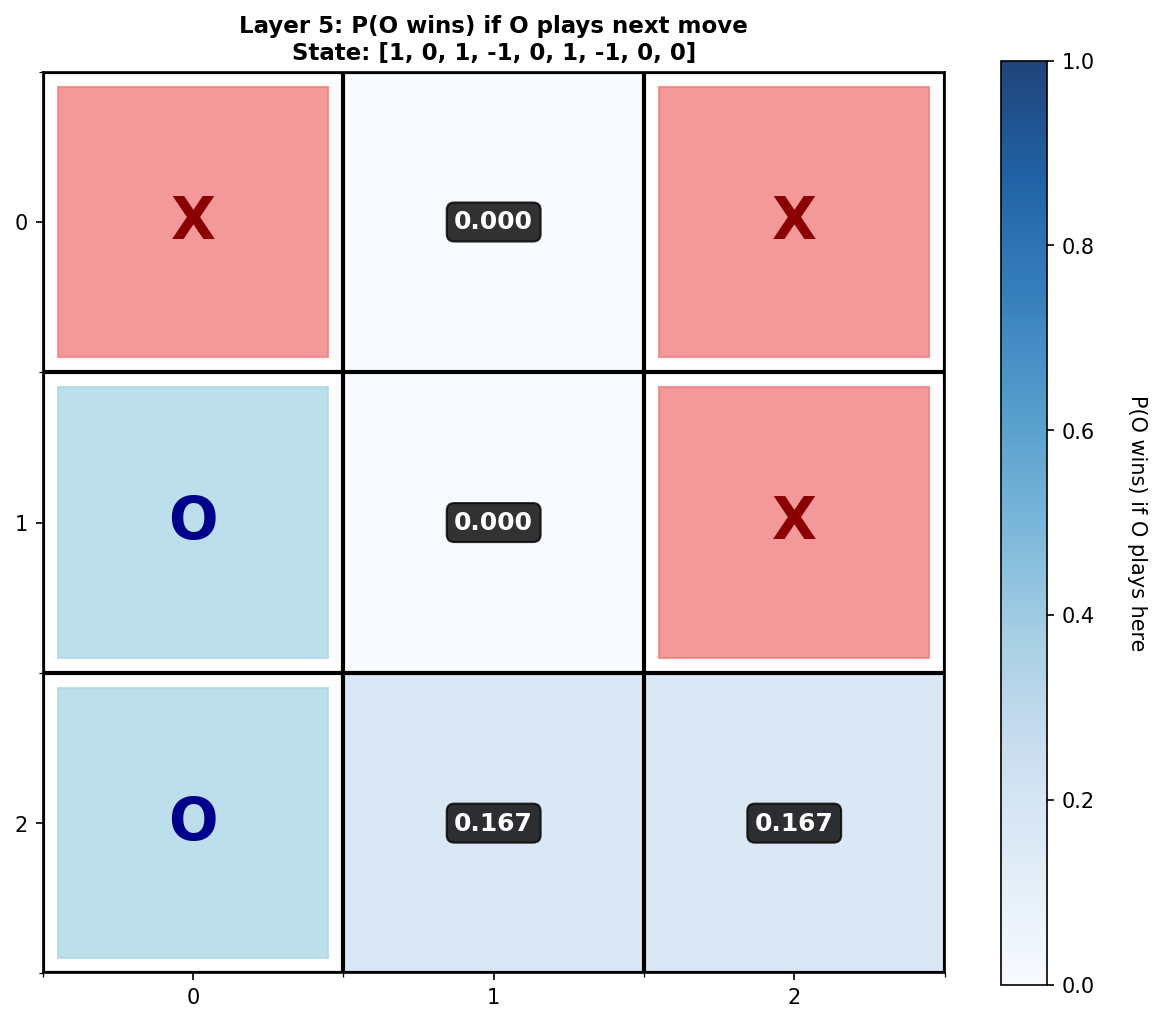 Layer 5: P(O wins) if O plays next move
State: [1, 0, 1, -1, 0, 1, -1, 0, 0]
1.0
0.8
0.6
0.4
0.2
0.0
P(O wins) if O plays here
0
X
0.000
X
1
O
0.000
X
2
O
0.167
0.167
0
1
2